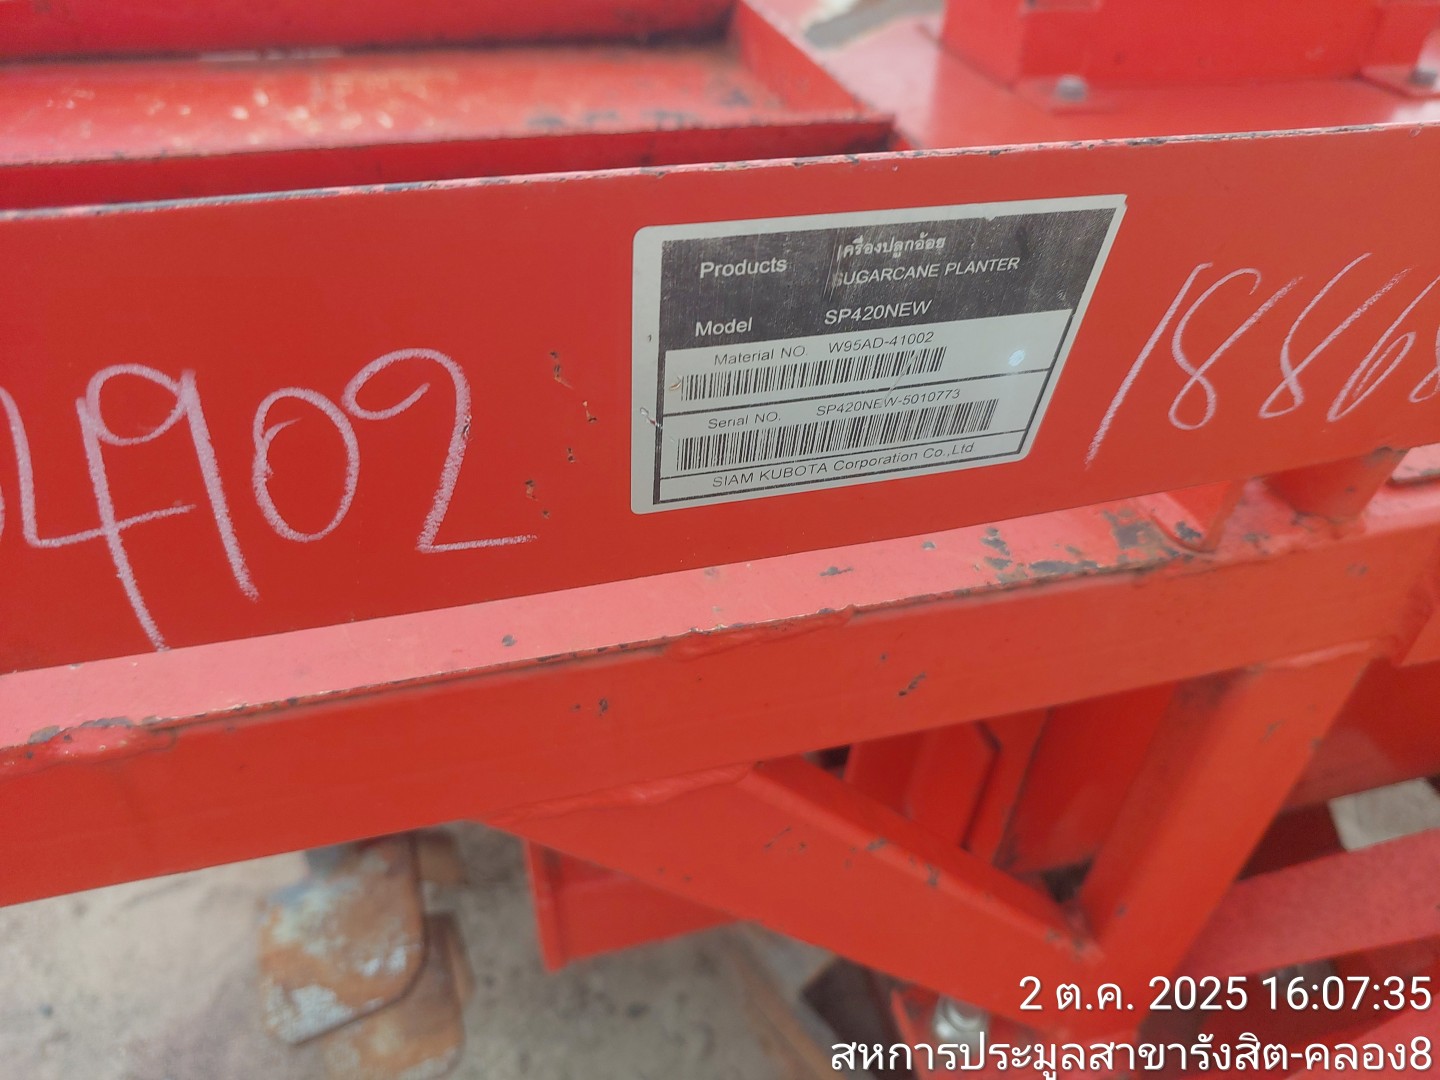 Products เครื่องปลูกอ้อย
SUGARCANE PLANTER
Model SP420NEW
Material NO. W95AD-41002
Serial NO. SP420NEW-5010773
SIAM KUBOTA Corporation Co.,Ltd
4902
2 ต.ค. 2025 16:07:35
สหการประมูลสาขารังสิต-คลอง8